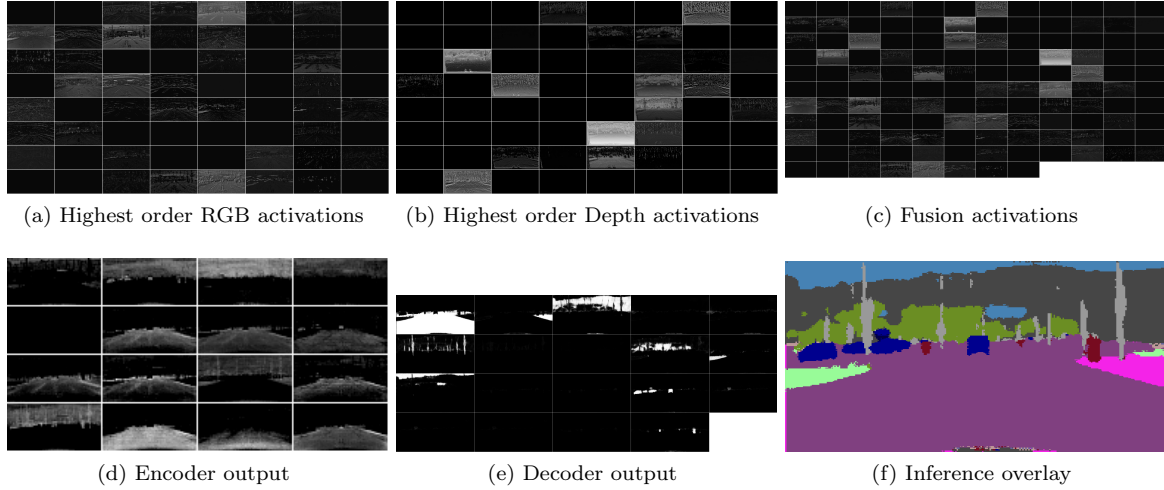 (a) Highest order RGB activations
(b) Highest order Depth activations
(c) Fusion activations
(d) Encoder output
(e) Decoder output
(f) Inference overlay